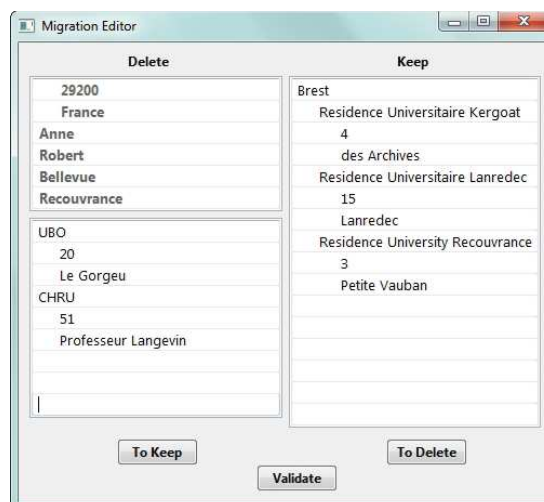 Migration Editor
Delete
29200
France
Anne
Robert
Bellevue
Recouvrance
UBO
20
Le Gorgeu
CHRU
51
Professeur Langevin
Keep
Brest
Residence Universitaire Kergoat
4
des Archives
Residence Universitaire Lanredec
15
Lanredec
Residence University Recouvrance
3
Petite Vauban
To Keep
To Delete
Validate